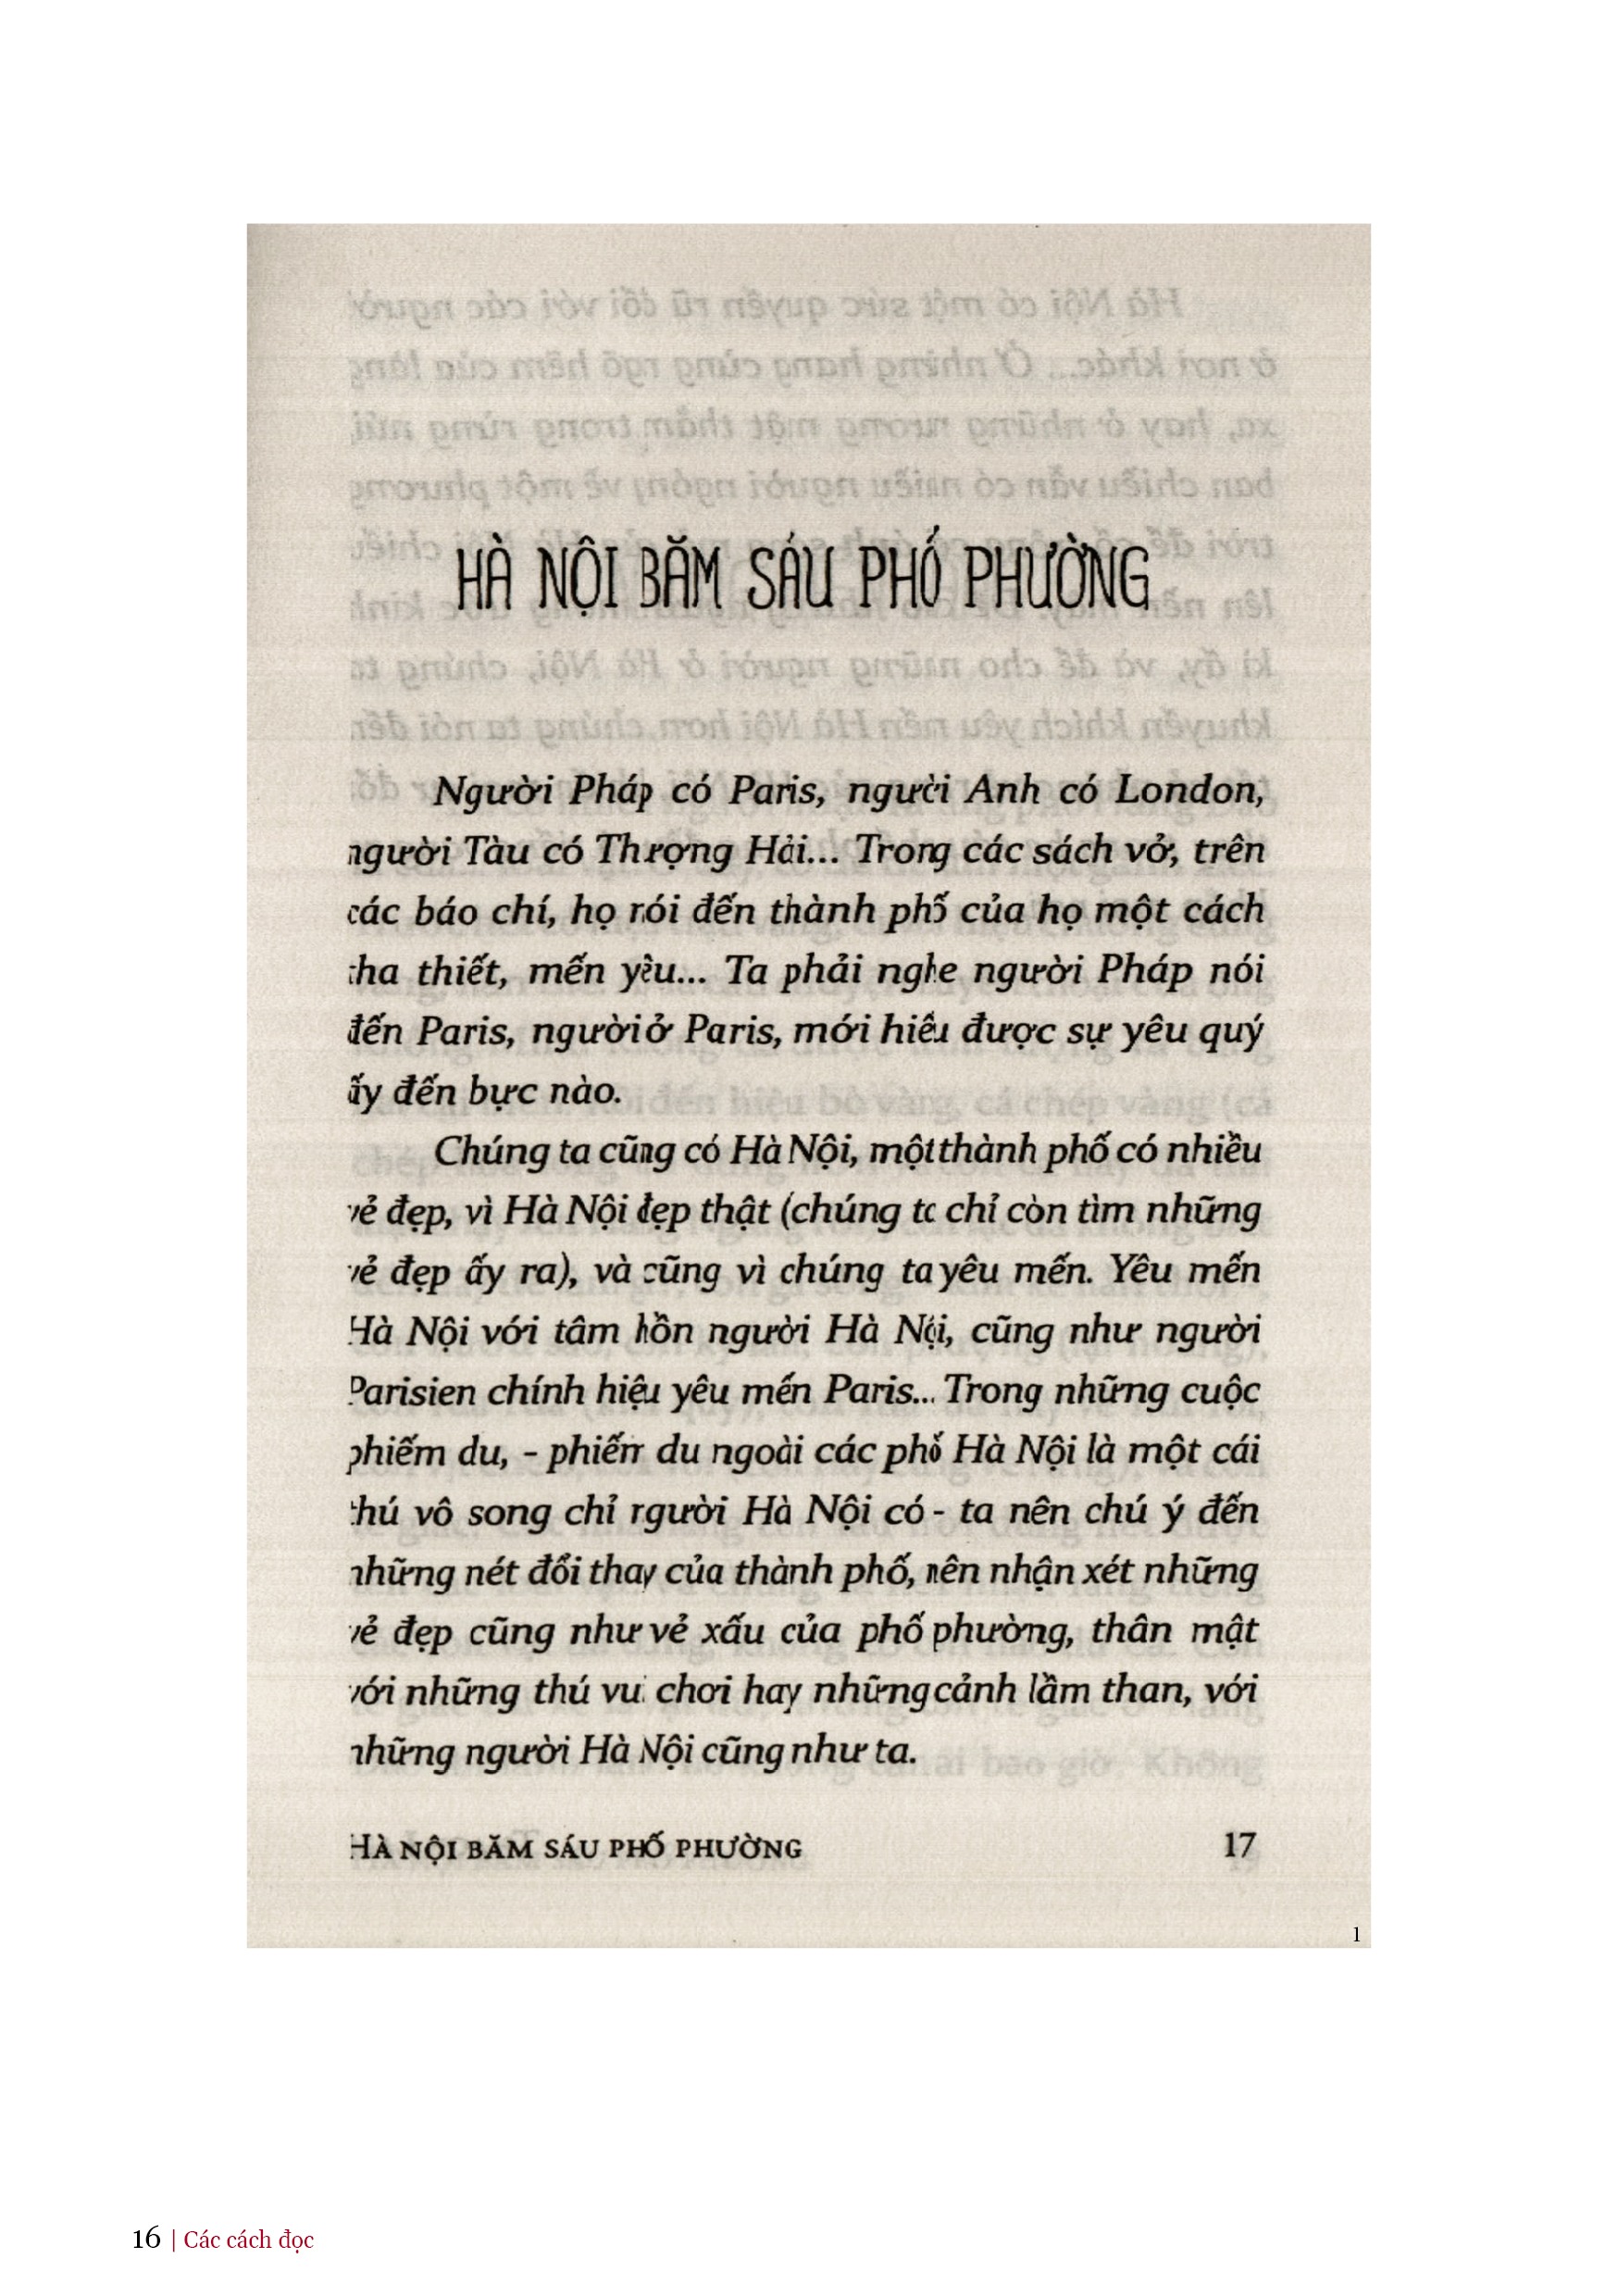 HÀ NỘI BĂM SÁU PHỐ PHƯỜNG
Người Pháp có Paris, người Anh có London,
người Tàu có Thượng Hải... Trong các sách vở, trên
các báo chí, họ nói đến thành phố của họ một cách
tha thiết, mến yêu... Ta phải nghe người Pháp nói
đến Paris, người ở Paris, mới hiểu được sự yêu quý
ấy đến bực nào.
Chúng ta cũng có Hà Nội, một thành phố có nhiều
vẻ đẹp, vì Hà Nội đẹp thật (chúng ta chỉ còn tìm những
vẻ đẹp ấy ra), và cũng vì chúng ta yêu mến. Yêu mến
Hà Nội với tâm hồn người Hà Nội, cũng như người
Parisien chính hiệu yêu mến Paris... Trong những cuộc
phiếm du, - phiếm du ngoài các phố Hà Nội là một cái
thú vô song chỉ người Hà Nội có - ta nên chú ý đến
những nét đổi thay của thành phố, nên nhận xét những
vẻ đẹp cũng như vẻ xấu của phố phường, thân mật
với những thú vui chơi hay những cảnh lầm than, với
những người Hà Nội cũng như ta.
HÀ NỘI BĂM SÁU PHỐ PHƯỜNG 17
1
16 | Các cách đọc